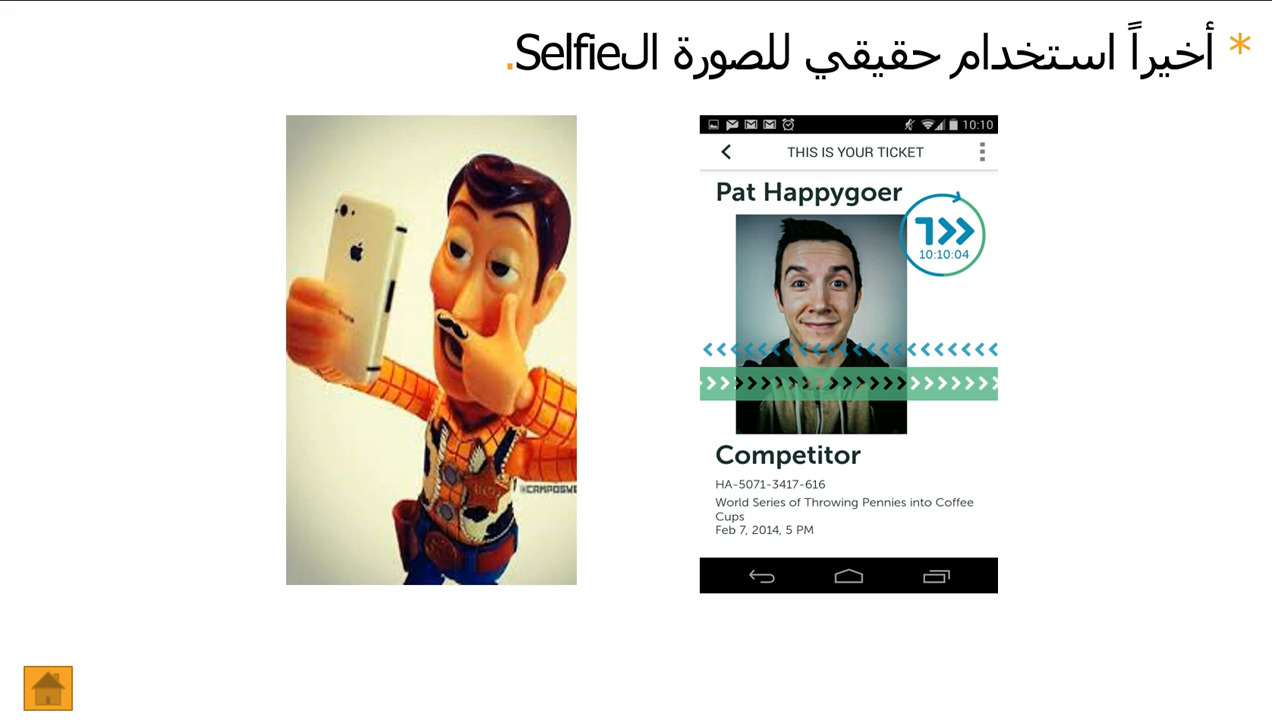 * أخيراً استخدام حقيقي للصورة الـSelfie.
10:10
THIS IS YOUR TICKET
Pat Happygoer
10:10:04
Competitor
HA-5071-3417-616
World Series of Throwing Pennies into Coffee
Cups
Feb 7, 2014, 5 PM